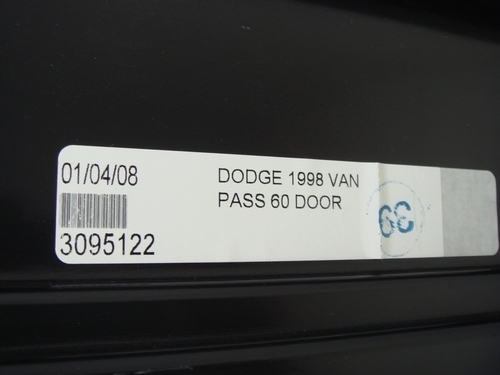 01/04/08
DODGE 1998 VAN
PASS 60 DOOR
3095122